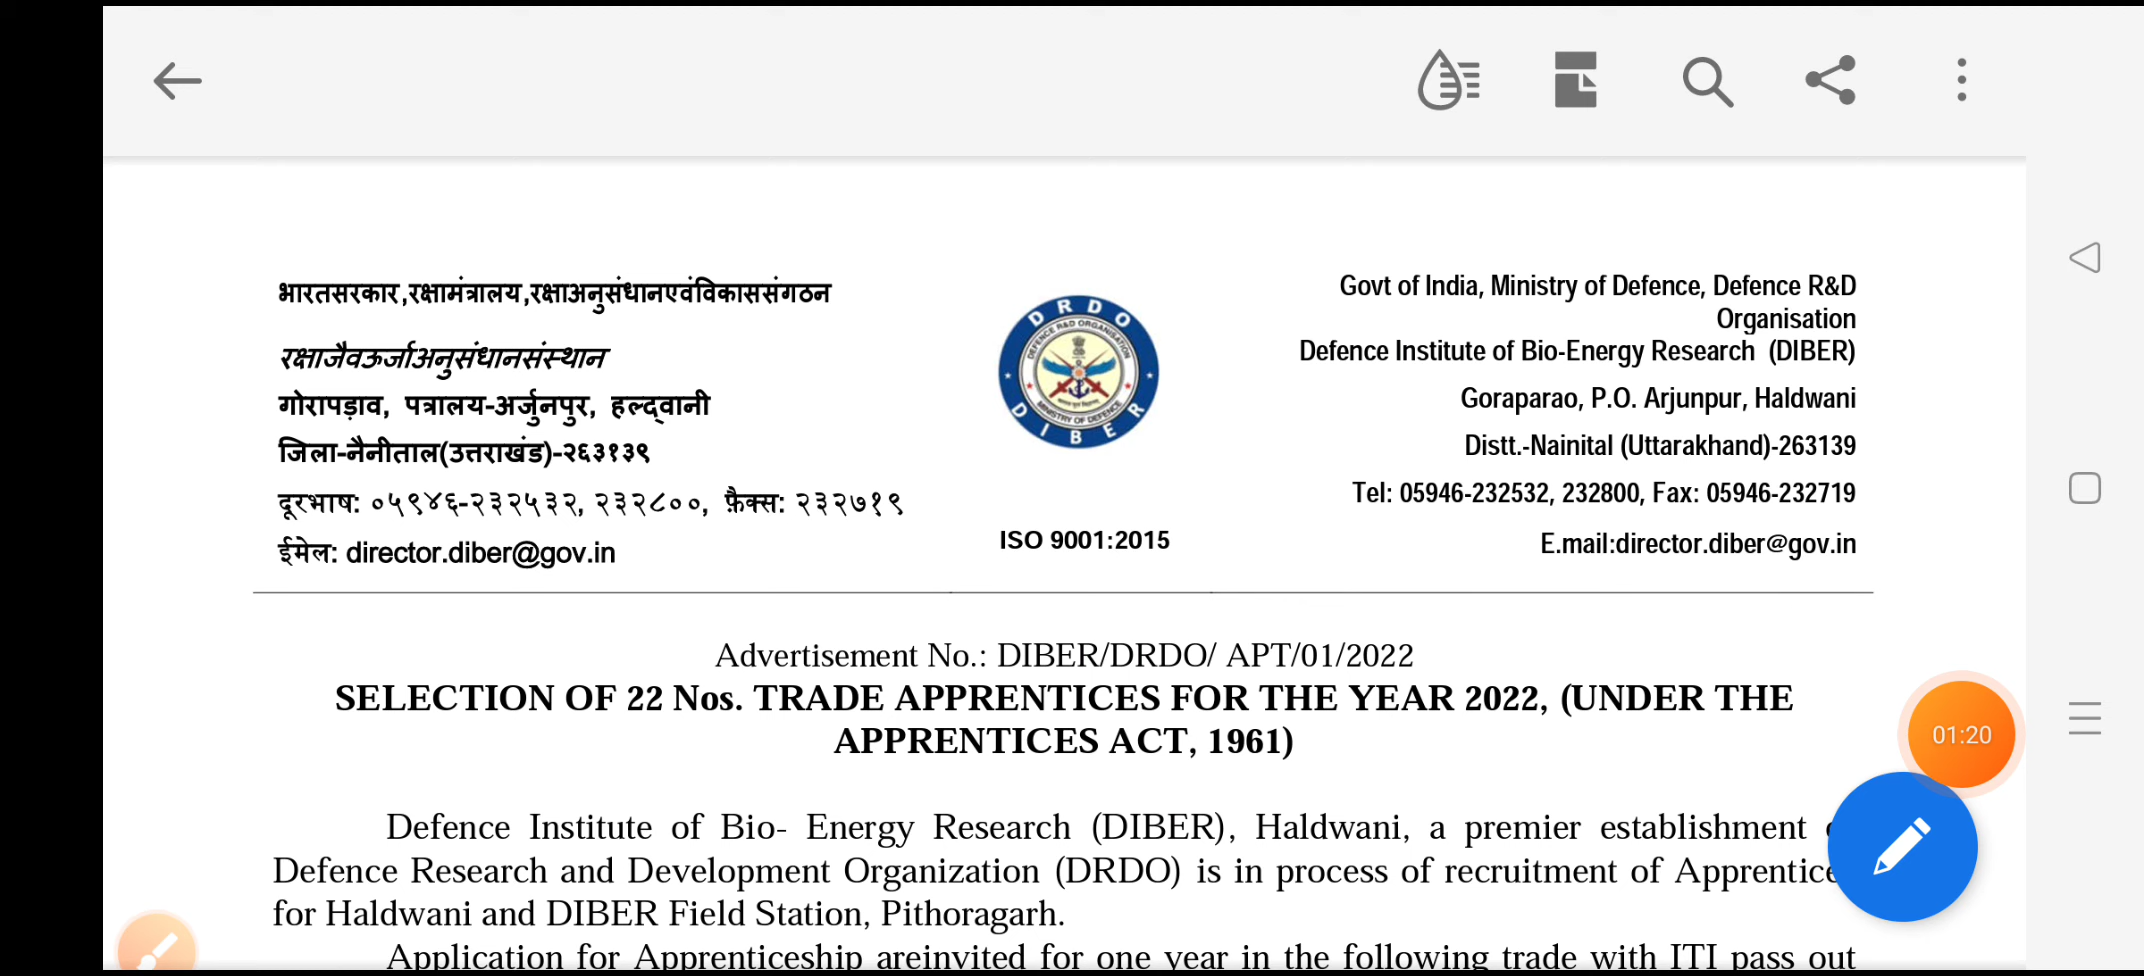 भारतसरकार,रक्षामंत्रालय,रक्षाअनुसंधानएवंविकाससंगठन
रक्षाजैवऊर्जाअनुसंधानसंस्थान
गोरापड़ाव, पत्रालय-अर्जुनपुर, हल्द्वानी
जिला-नैनीताल(उत्तराखंड)-२६३१३९
दूरभाष: ०५९४६-२३२५३२, २३२८००, फ़ैक्स: २३२७१९
ईमेल: director.diber@gov.in
DRDO
DEFENCE R&D ORGANISATION
MINISTRY OF DEFENCE
DIBER
ISO 9001:2015
Govt of India, Ministry of Defence, Defence R&D
Organisation
Defence Institute of Bio-Energy Research (DIBER)
Goraparao, P.O. Arjunpur, Haldwani
Distt.-Nainital (Uttarakhand)-263139
Tel: 05946-232532, 232800, Fax: 05946-232719
E.mail:director.diber@gov.in
Advertisement No.: DIBER/DRDO/ APT/01/2022
SELECTION OF 22 Nos. TRADE APPRENTICES FOR THE YEAR 2022, (UNDER THE
APPRENTICES ACT, 1961)
01:20
Defence Institute of Bio- Energy Research (DIBER), Haldwani, a premier establishment
Defence Research and Development Organization (DRDO) is in process of recruitment of Apprentice
for Haldwani and DIBER Field Station, Pithoragarh.
Application for Apprenticeship areinvited for one year in the following trade with ITI pass out